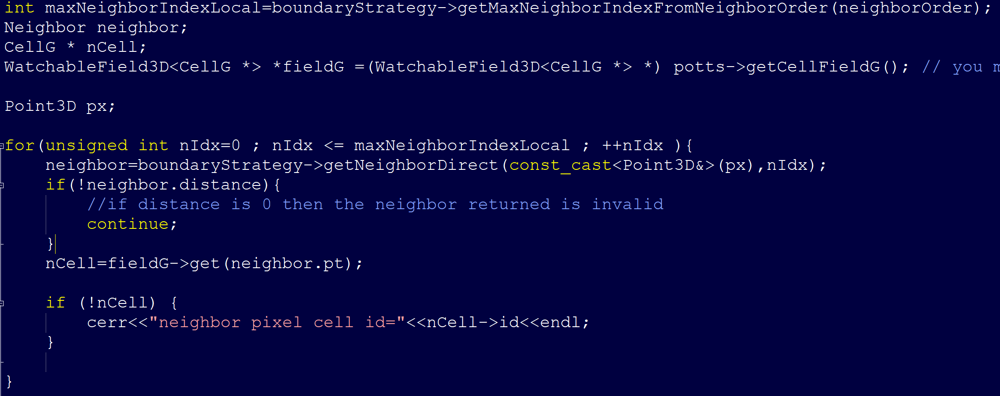 int maxNeighborIndexLocal=boundaryStrategy->getMaxNeighborIndexFromNeighborOrder(neighborOrder);
Neighbor neighbor;
CellG * nCell;
WatchableField3D<CellG *> *fieldG =(WatchableField3D<CellG *> *) potts->getCellFieldG(); // you
Point3D px;
for(unsigned int nIdx=0 ; nIdx <= maxNeighborIndexLocal ; ++nIdx ){
neighbor=boundaryStrategy->getNeighborDirect(const_cast<Point3D&>(px),nIdx);
if(!neighbor.distance){
//if distance is 0 then the neighbor returned is invalid
continue;
}
nCell=fieldG->get(neighbor.pt);
if (!nCell) {
cerr<<"neighbor pixel cell id="<<nCell->id<<endl;
}
}